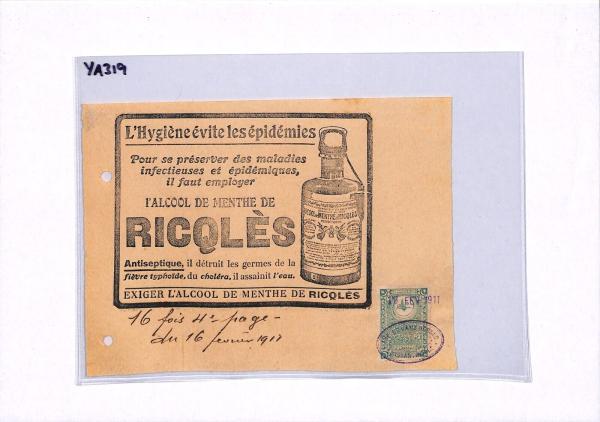 YA319
L'Hygiène évite les épidémies
Pour se préserver des maladies
infectieuses et épidémiques,
il faut employer
l'ALCOOL DE MENTHE DE
RICQLÈS
Antiseptique, il détruit les germes de la
fièvre typhoïde, du choléra, il assainit l'eau.
EXIGER L'ALCOOL DE MENTHE DE RICQLÈS
16 fois 4e page -
du 16 février 1911
FEV 1911